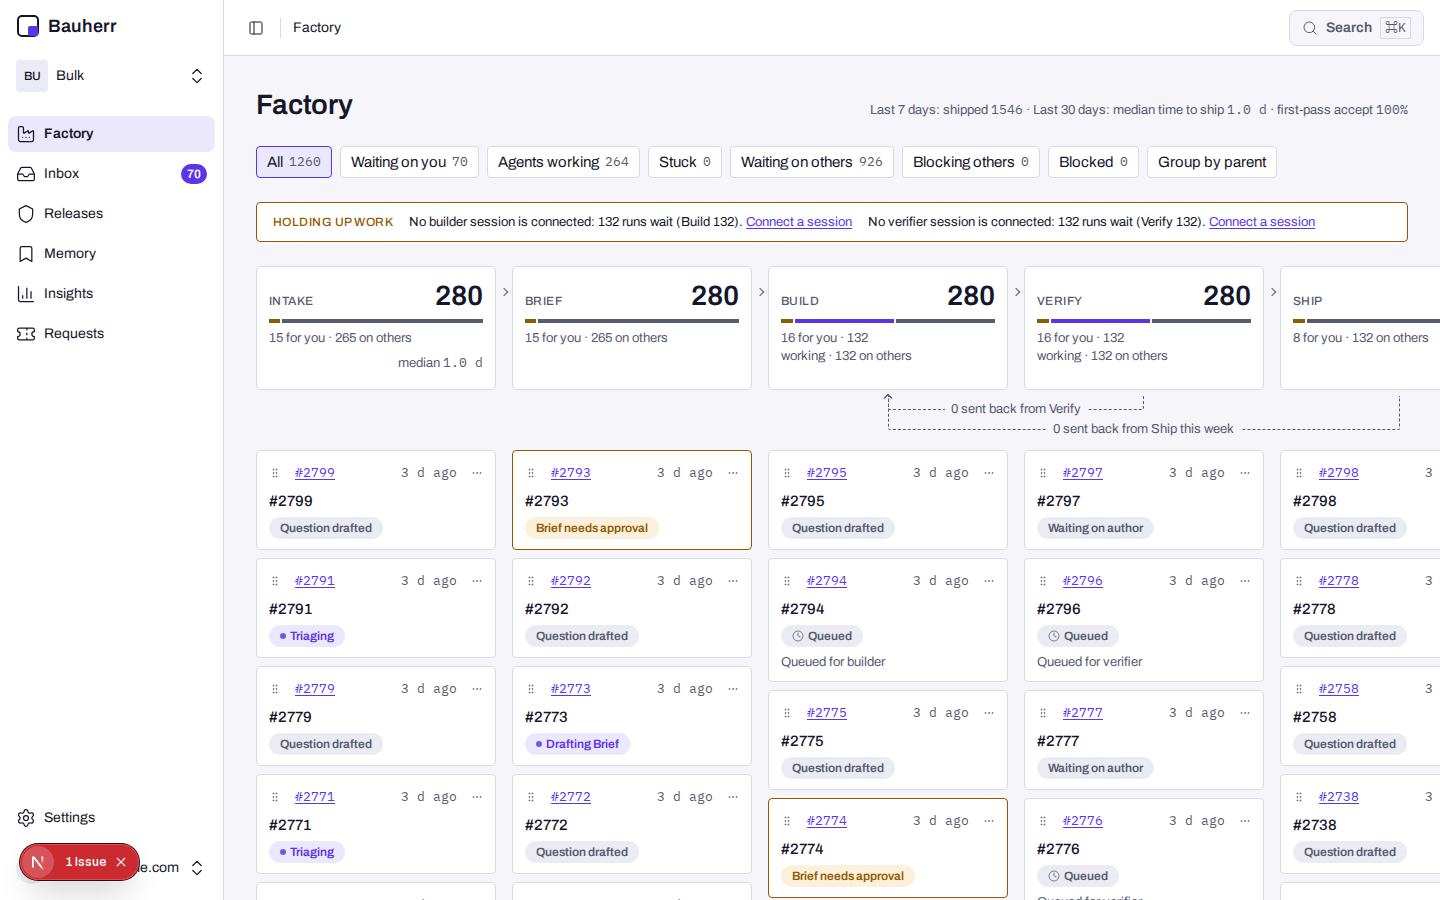 Bauherr
Factory
Search ⌘K
BU Bulk
Factory
Inbox 70
Releases
Memory
Insights
Requests
Settings
1 Issue
le.com
Factory
Last 7 days: shipped 1546 · Last 30 days: median time to ship 1.0 d · first-pass accept 100%
All 1260
Waiting on you 70
Agents working 264
Stuck 0
Waiting on others 926
Blocking others 0
Blocked 0
Group by parent
HOLDING UP WORK No builder session is connected: 132 runs wait (Build 132). Connect a session No verifier session is connected: 132 runs wait (Verify 132). Connect a session
INTAKE 280
15 for you · 265 on others
median 1.0 d
BRIEF 280
15 for you · 265 on others
BUILD 280
16 for you · 132
working · 132 on others
VERIFY 280
16 for you · 132
working · 132 on others
SHIP
8 for you · 132 on others
0 sent back from Verify
0 sent back from Ship this week
#2799 3 d ago
#2799
Question drafted
#2791 3 d ago
#2791
Triaging
#2779 3 d ago
#2779
Question drafted
#2771 3 d ago
#2771
Triaging
#2793 3 d ago
#2793
Brief needs approval
#2792 3 d ago
#2792
Question drafted
#2773 3 d ago
#2773
Drafting Brief
#2772 3 d ago
#2772
Question drafted
#2795 3 d ago
#2795
Question drafted
#2794 3 d ago
#2794
Queued
Queued for builder
#2775 3 d ago
#2775
Question drafted
#2774 3 d ago
#2774
Brief needs approval
#2797 3 d ago
#2797
Waiting on author
#2796 3 d ago
#2796
Queued
Queued for verifier
#2777 3 d ago
#2777
Waiting on author
#2776 3 d ago
#2776
Queued
Queued for verifier
#2798 3
#2798
Question drafted
#2778 3
#2778
Question drafted
#2758 3
#2758
Question drafted
#2738 3
#2738
Question drafted